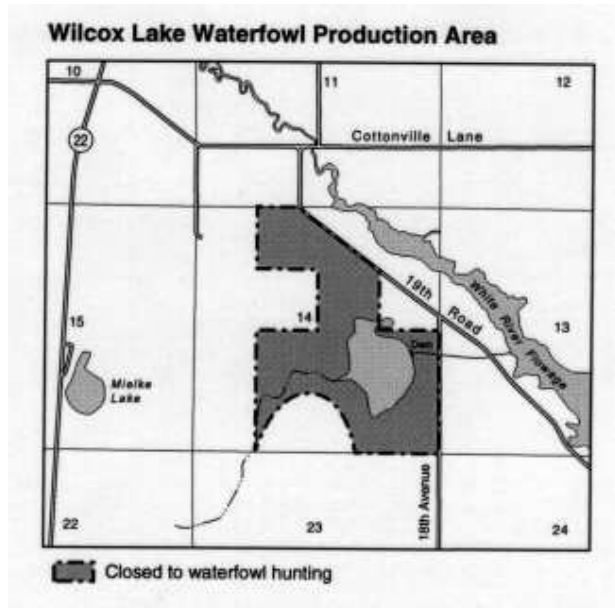 Wilcox Lake Waterfowl Production Area
10
11
12
22
Cottonville Lane
19th Road
White River Flowage
14
13
15
Dam
Mielke
Lake
18th Avenue
22
23
24
Closed to waterfowl hunting